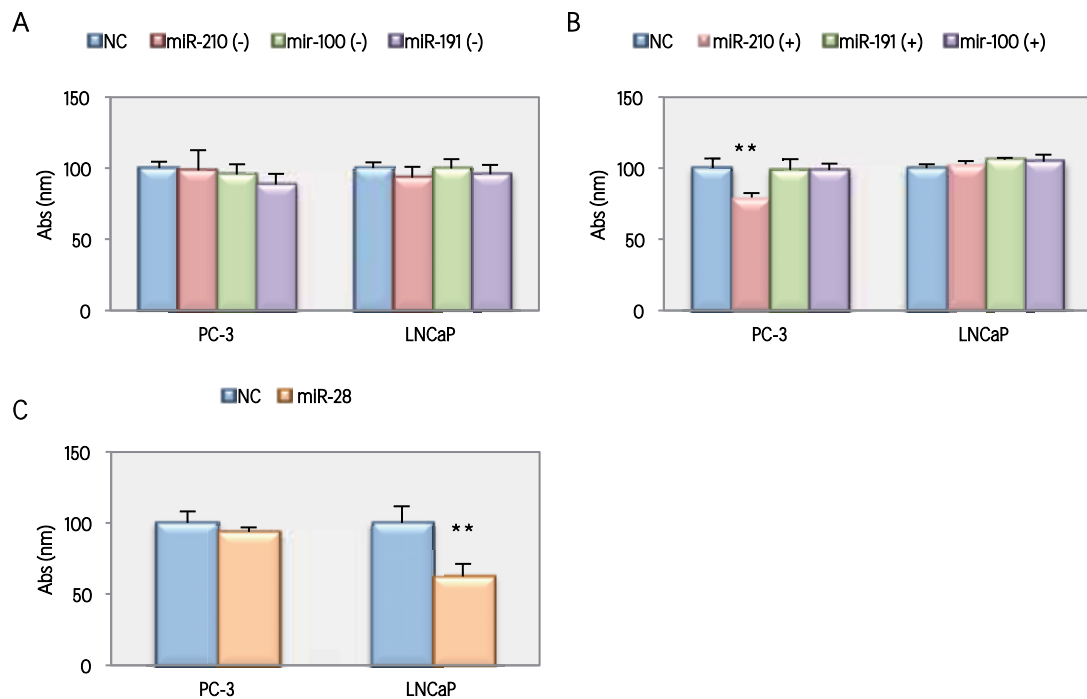 A
NC miR-210 (-) mir-100 (-) miR-191 (-)
150
100
50
0
Abs (nm)
PC-3 LNCaP
B
NC miR-210 (+) miR-191 (+) mir-100 (+)
150
**
100
50
0
Abs (nm)
PC-3 LNCaP
C
NC miR-28
150
100
**
50
0
Abs (nm)
PC-3 LNCaP